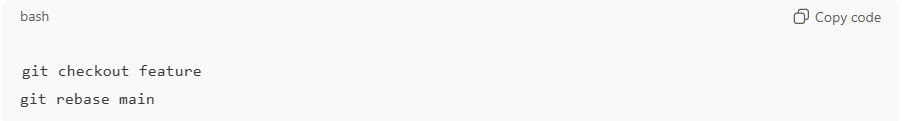 bash
Copy code
git checkout feature
git rebase main